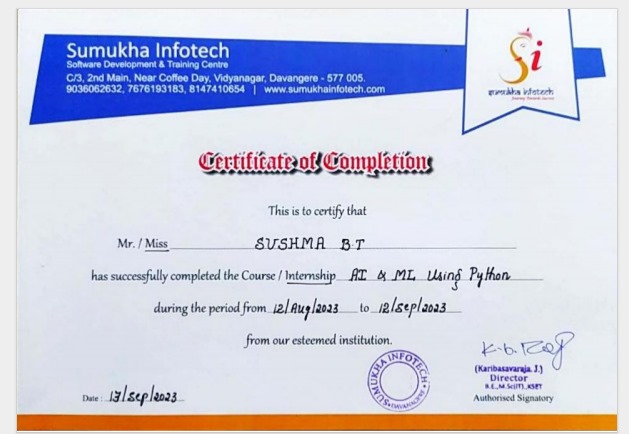 Sumukha Infotech
Software Development & Training Centre
C/3, 2nd Main, Near Coffee Day, Vidyanagar, Davangere - 577 005.
9036062632, 7676193183, 8147410654 | www.sumukhainfotech.com
Si
sumukha infotech
Certificate of Completion
This is to certify that
Mr. / Miss SUSHMA B.T
has successfully completed the Course / Internship AI & ML Using Python
during the period from 12/Aug/2023 to 12/Sep/2023
from our esteemed institution.
SUMUKHA INFOTECH
DAVANGERE
K.b. Raj
(Karibasavaraja. J.)
Director
B.E., M.Sc(IT)., KSET
Date : 13/Sep/2023
Authorised Signatory